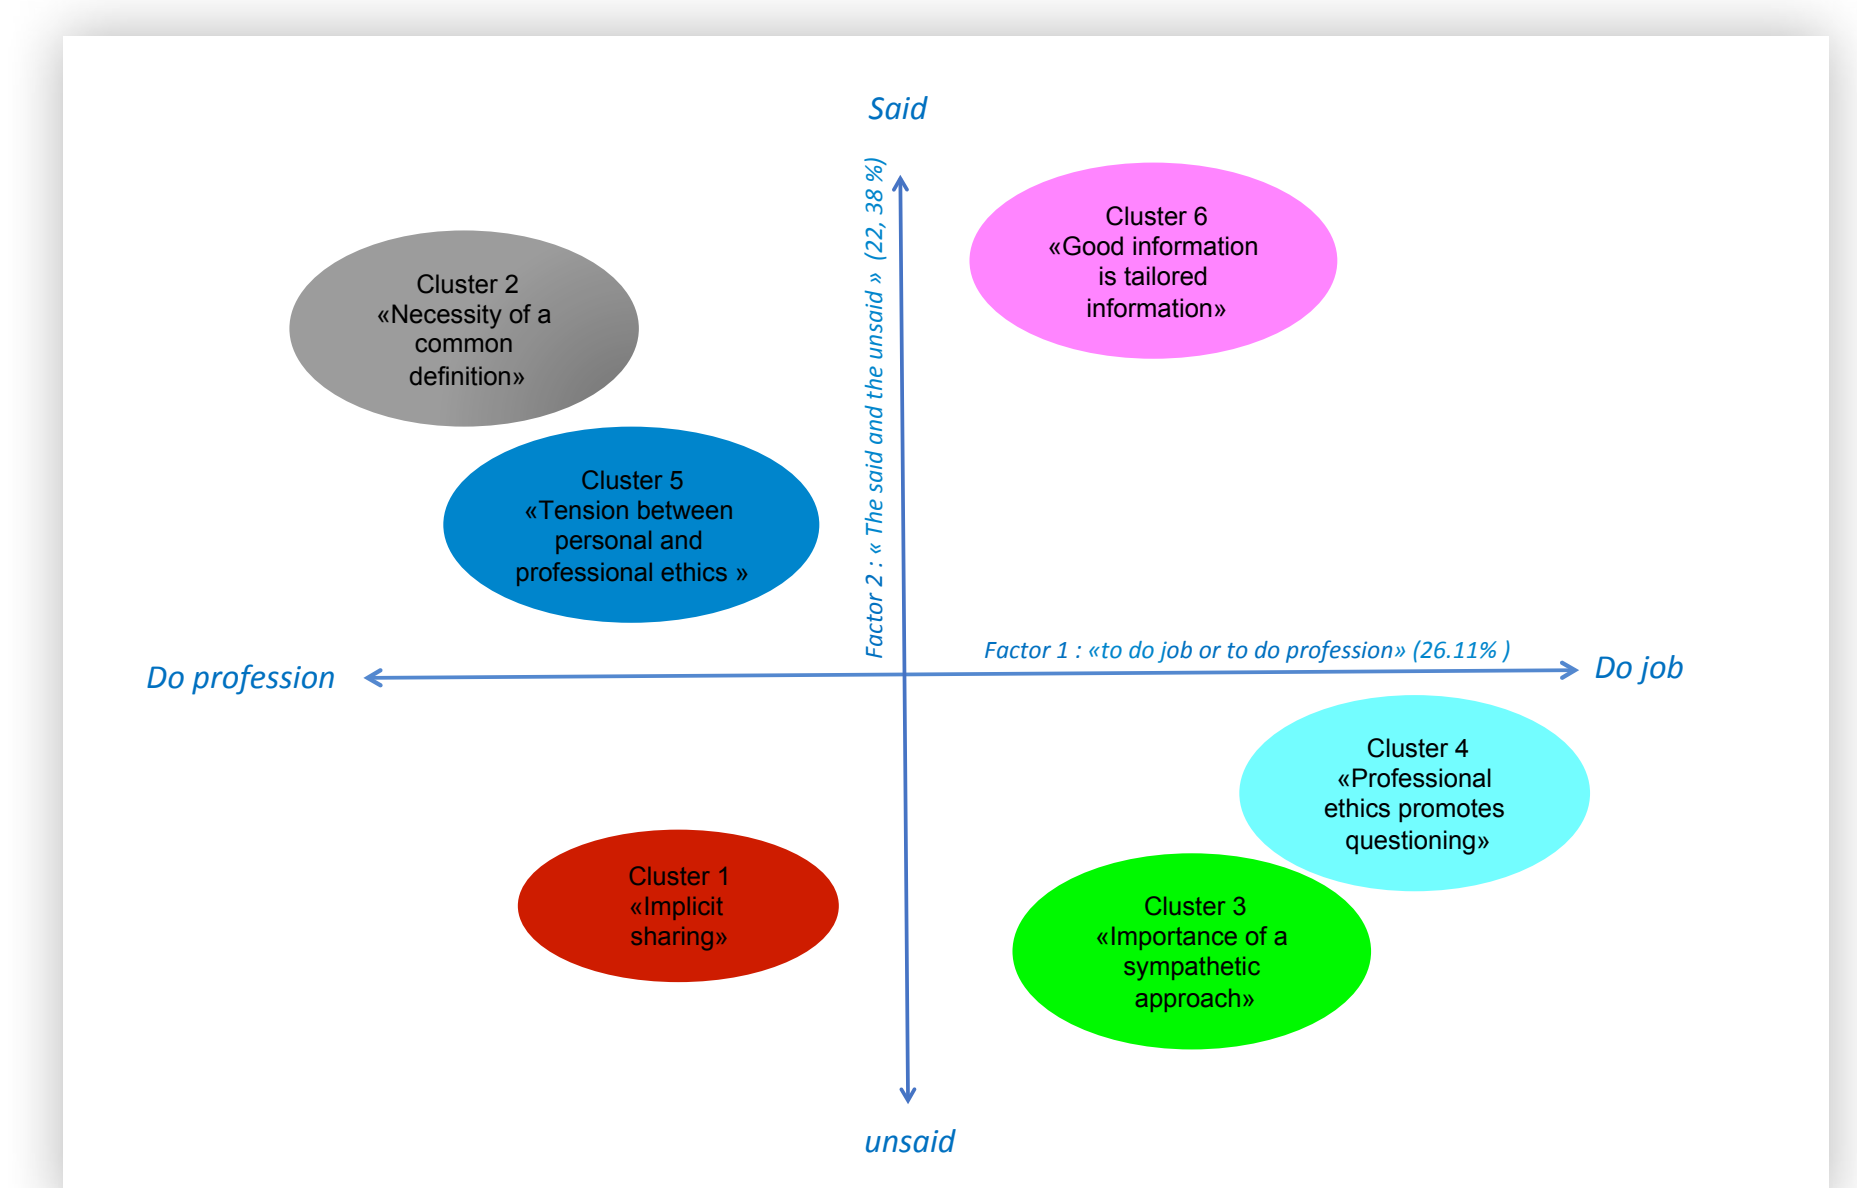 Said
Factor 2 : « The said and the unsaid » (22, 38 %)
Cluster 6
«Good information
is tailored
information»
Cluster 2
«Necessity of a
common
definition»
Cluster 5
«Tension between
personal and
professional ethics »
Factor 1 : «to do job or to do profession» (26.11% )
Do profession
Do job
Cluster 4
«Professional
ethics promotes
questioning»
Cluster 1
«Implicit
sharing»
Cluster 3
«Importance of a
sympathetic
approach»
unsaid